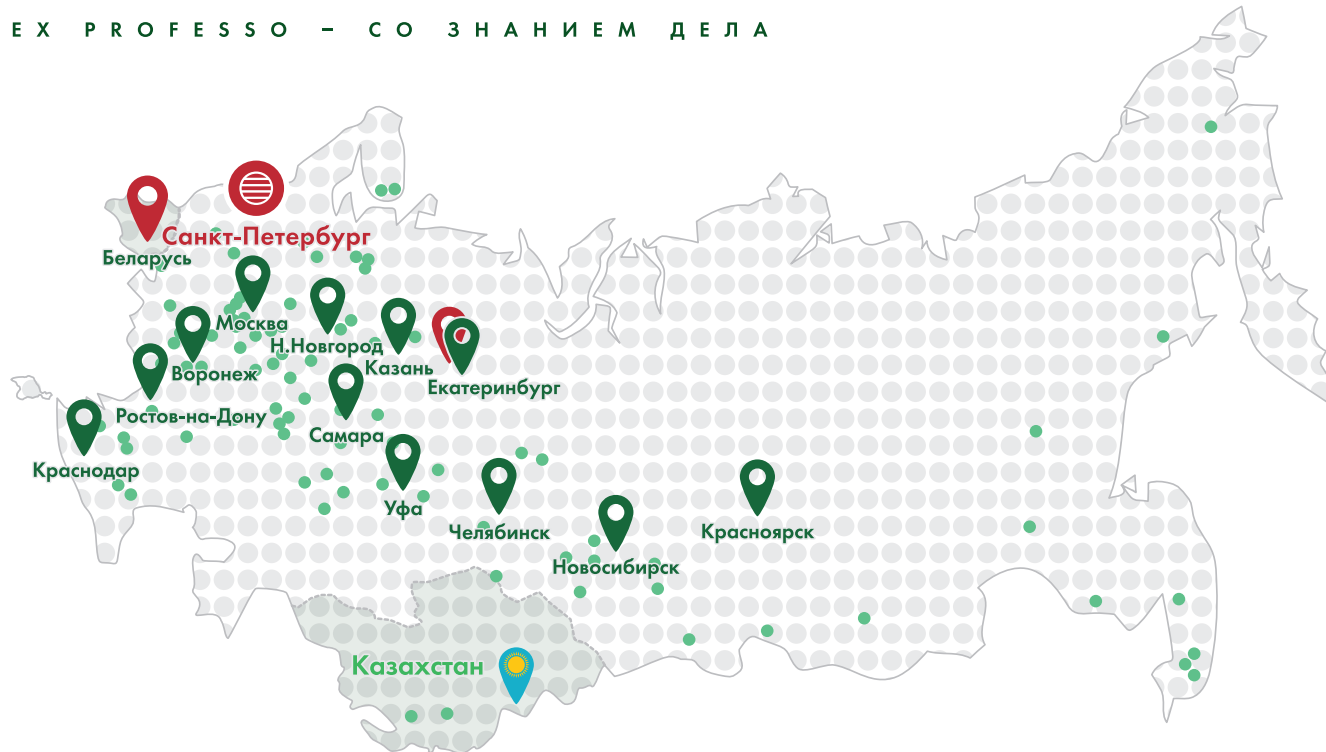 EX PROFESSO – СО ЗНАНИЕМ ДЕЛА
Санкт-Петербург
Беларусь
Москва
Н.Новгород
Казань
Воронеж
Екатеринбург
Ростов-на-Дону
Самара
Краснодар
Уфа
Челябинск
Красноярск
Новосибирск
Казахстан